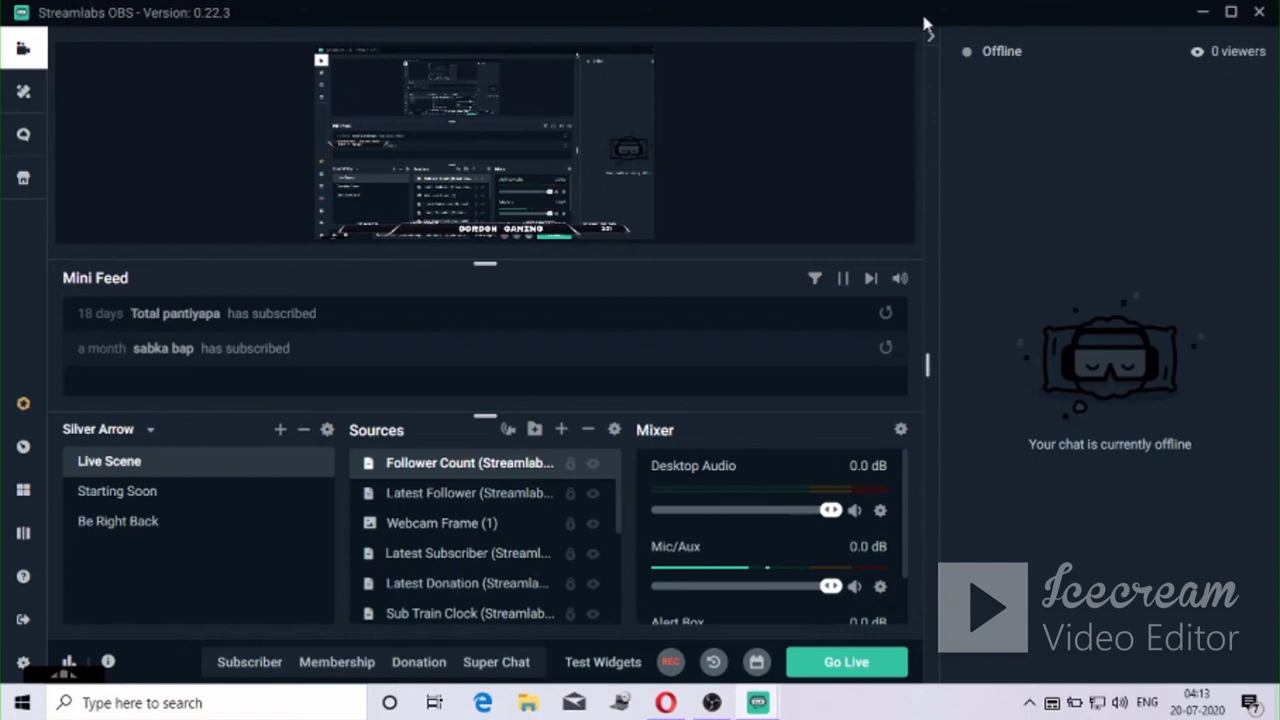 Streamlabs OBS - Version: 0.22.3
Offline
0 viewers
GORDON GAMING
Mini Feed
18 days Total pantiyapa has subscribed
a month sabka bap has subscribed
Silver Arrow
Sources
Mixer
Live Scene
Starting Soon
Be Right Back
Follower Count (Streamlab...
Latest Follower (Streamlab...
Webcam Frame (1)
Latest Subscriber (Streaml...
Latest Donation (Streamla...
Sub Train Clock (Streamlab...
Desktop Audio 0.0 dB
Mic/Aux 0.0 dB
Alert Box 0.0 dB
Your chat is currently offline
Icecream
Video Editor
Subscriber Membership Donation Super Chat Test Widgets REC Go Live
Type here to search
ENG
04:13
20-07-2020
7